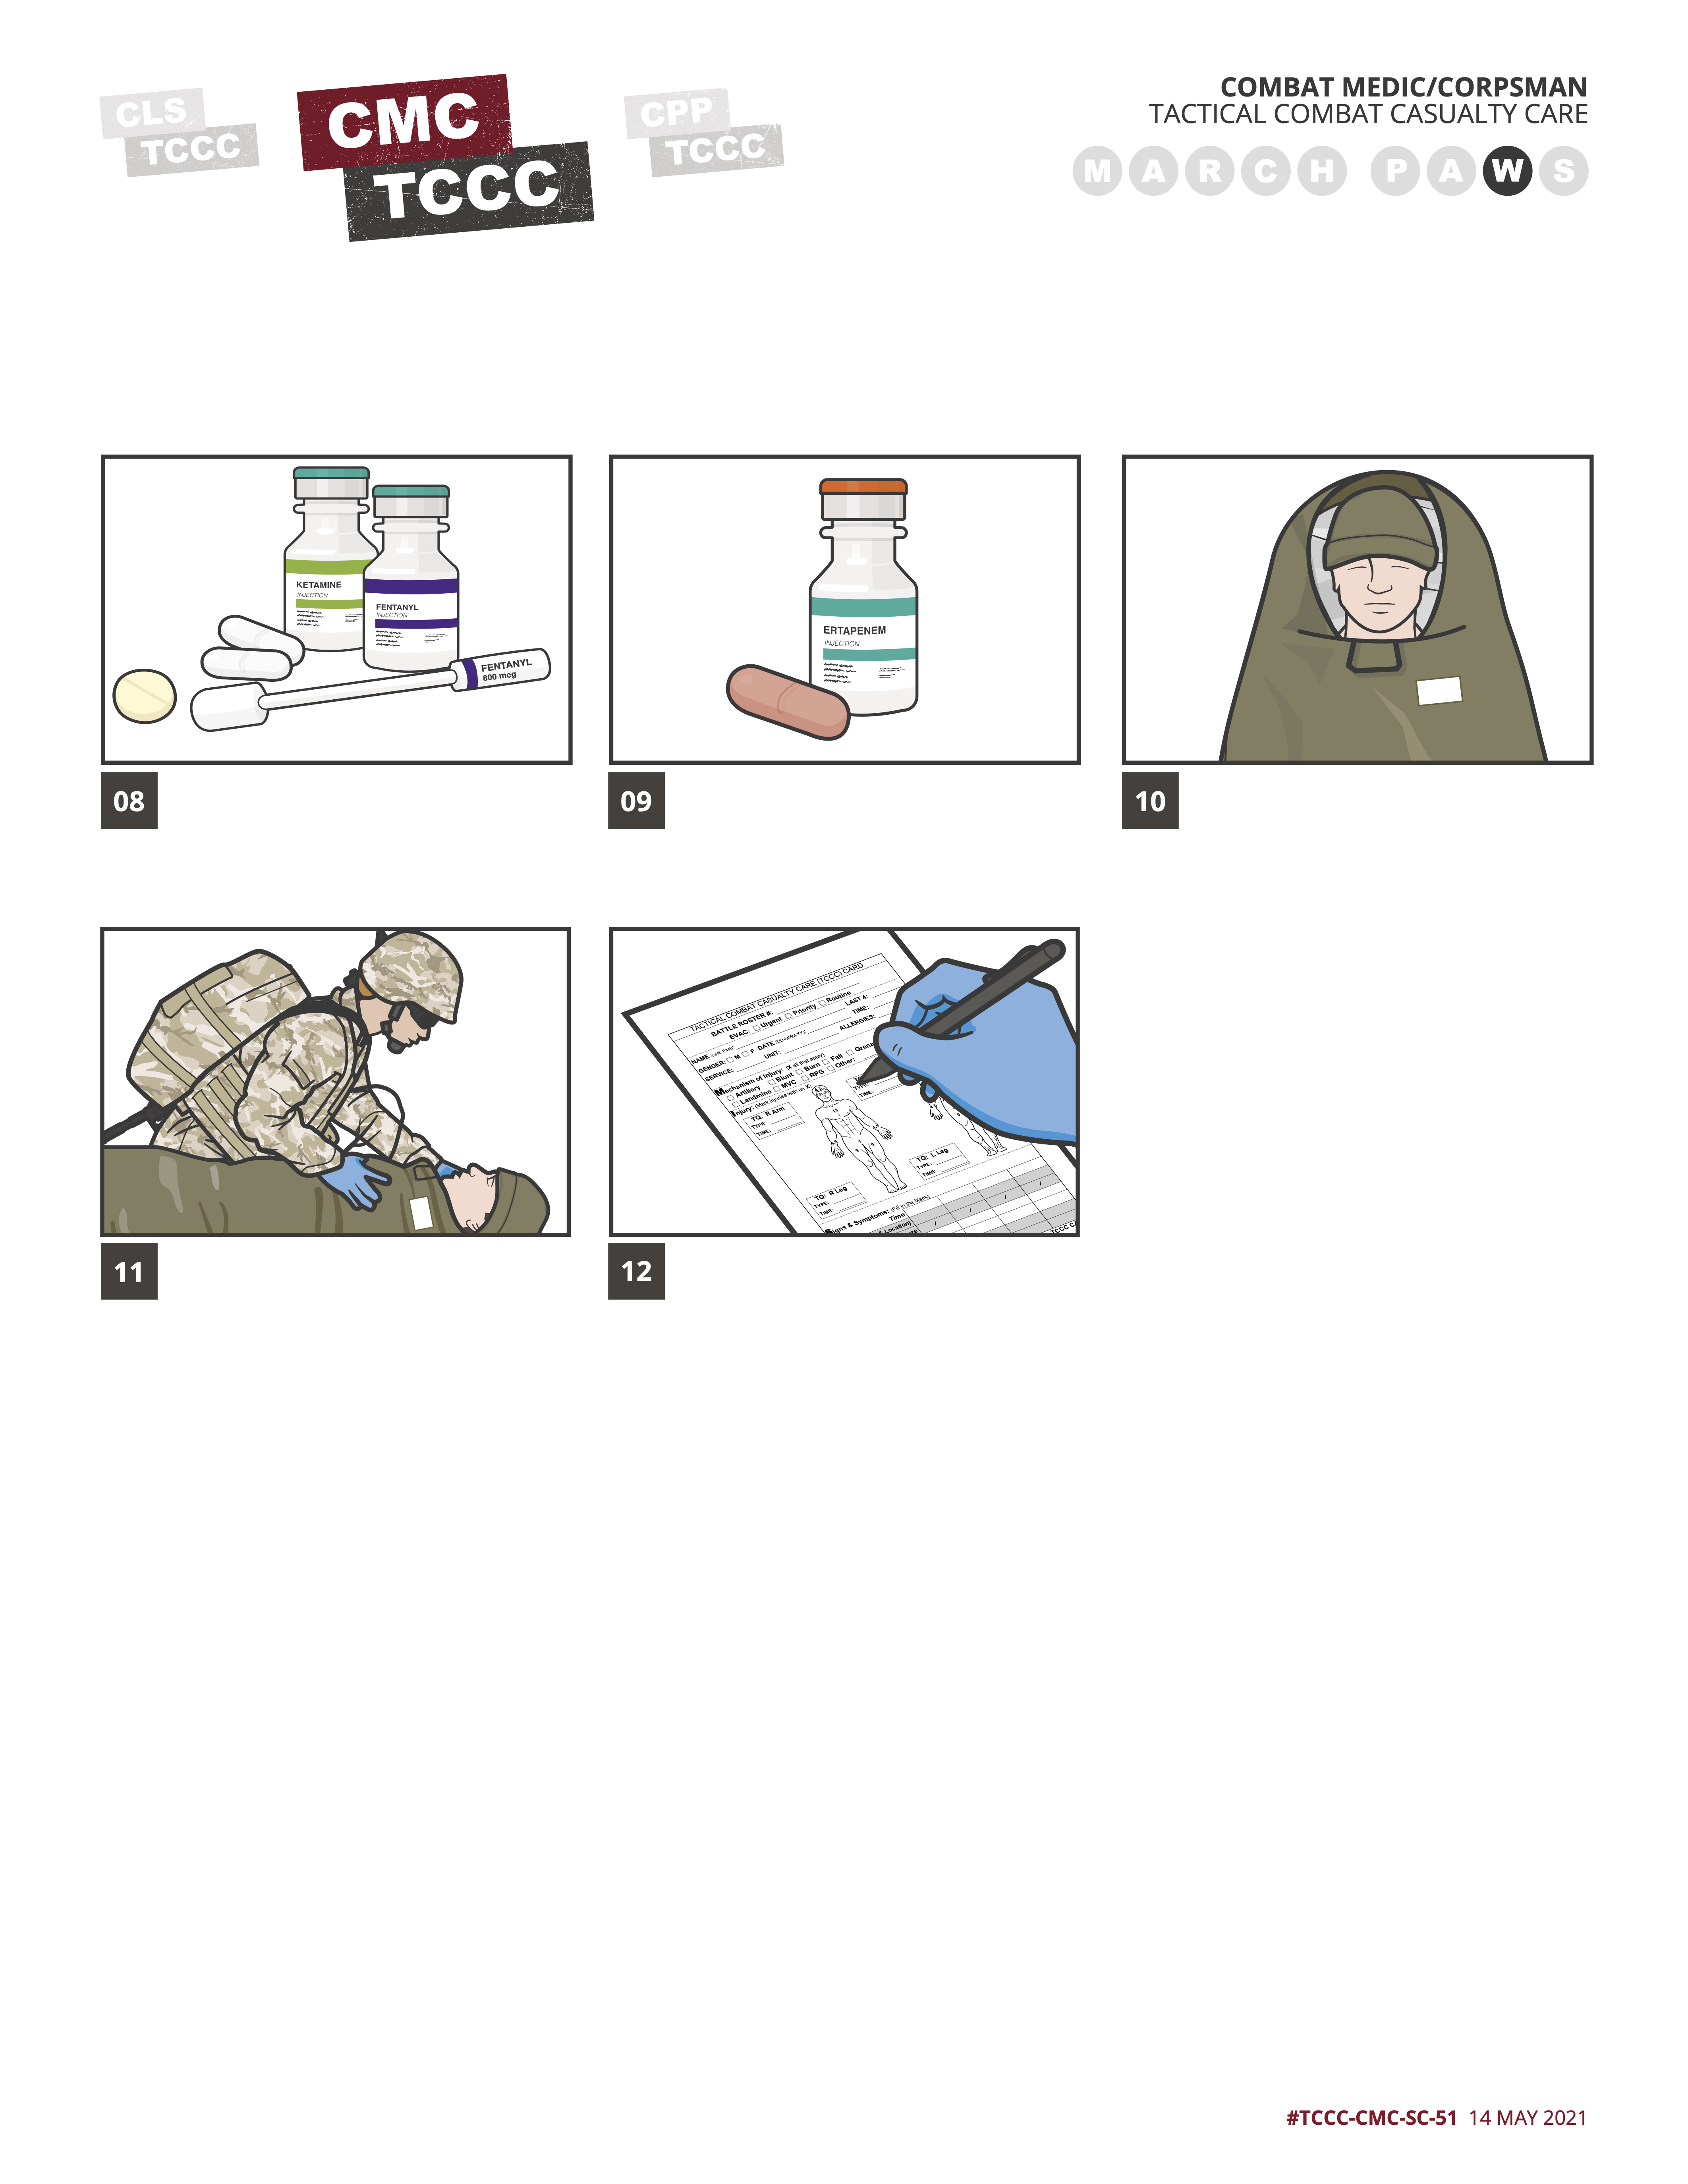 CLS
TCCC
CMC
TCCC
CPP
TCCC
COMBAT MEDIC/CORPSMAN
TACTICAL COMBAT CASUALTY CARE
M A R C H P A W S
KETAMINE
INJECTION
FENTANYL
INJECTION
FENTANYL
800 mcg
08
ERTAPENEM
INJECTION
09
10
11
TACTICAL COMBAT CASUALTY CARE (TCCC) CARD
BATTLE ROSTER #:
EVAC: Urgent Priority Routine
NAME (Last, First): LAST 4:
GENDER: M F DATE (DD-MMM-YY): TIME:
SERVICE: UNIT: ALLERGIES:
Mechanism of Injury: (X all that apply)
Artillery Blunt Burn Fall
Landmine MVC RPG Other:
Injury: (Mark injuries with an X)
TQ: R Arm
TYPE:
TIME:
TYPE:
TIME:
TQ: R Leg
TYPE:
TIME:
TQ: L Leg
TYPE:
TIME:
Signs & Symptoms: (Fill in the blank)
Time
12
#TCCC-CMC-SC-51 14 MAY 2021